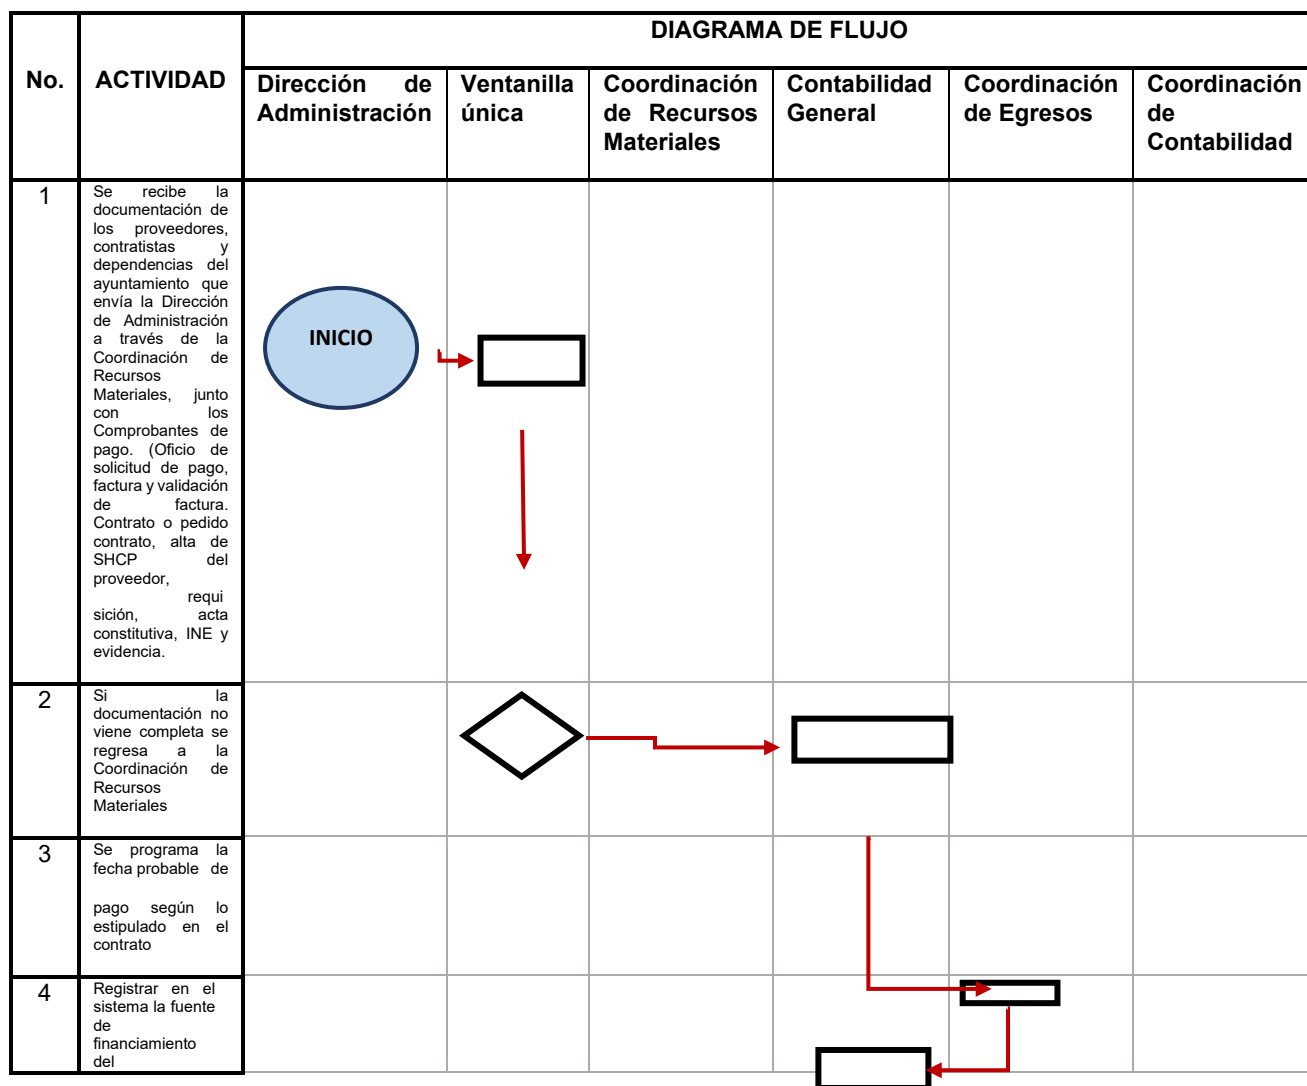 DIAGRAMA DE FLUJO
No.
ACTIVIDAD
Dirección de
Administración
Ventanilla
única
Coordinación
de Recursos
Materiales
Contabilidad
General
Coordinación
de Egresos
Coordinación
de
Contabilidad
1
Se recibe la
documentación de
los proveedores,
contratistas y
dependencias del
ayuntamiento que
envía la Dirección
de Administración
a través de la
Coordinación de
Recursos
Materiales, junto
con los
Comprobantes de
pago. (Oficio de
solicitud de pago,
factura y validación
de factura.
Contrato o pedido
contrato, alta de
SHCP del
proveedor,
requi
sición, acta
constitutiva, INE y
evidencia.
INICIO
2
Si la
documentación no
viene completa se
regresa a la
Coordinación de
Recursos
Materiales
3
Se programa la
fecha probable de
pago según lo
estipulado en el
contrato
4
Registrar en el
sistema la fuente
de
financiamiento
del